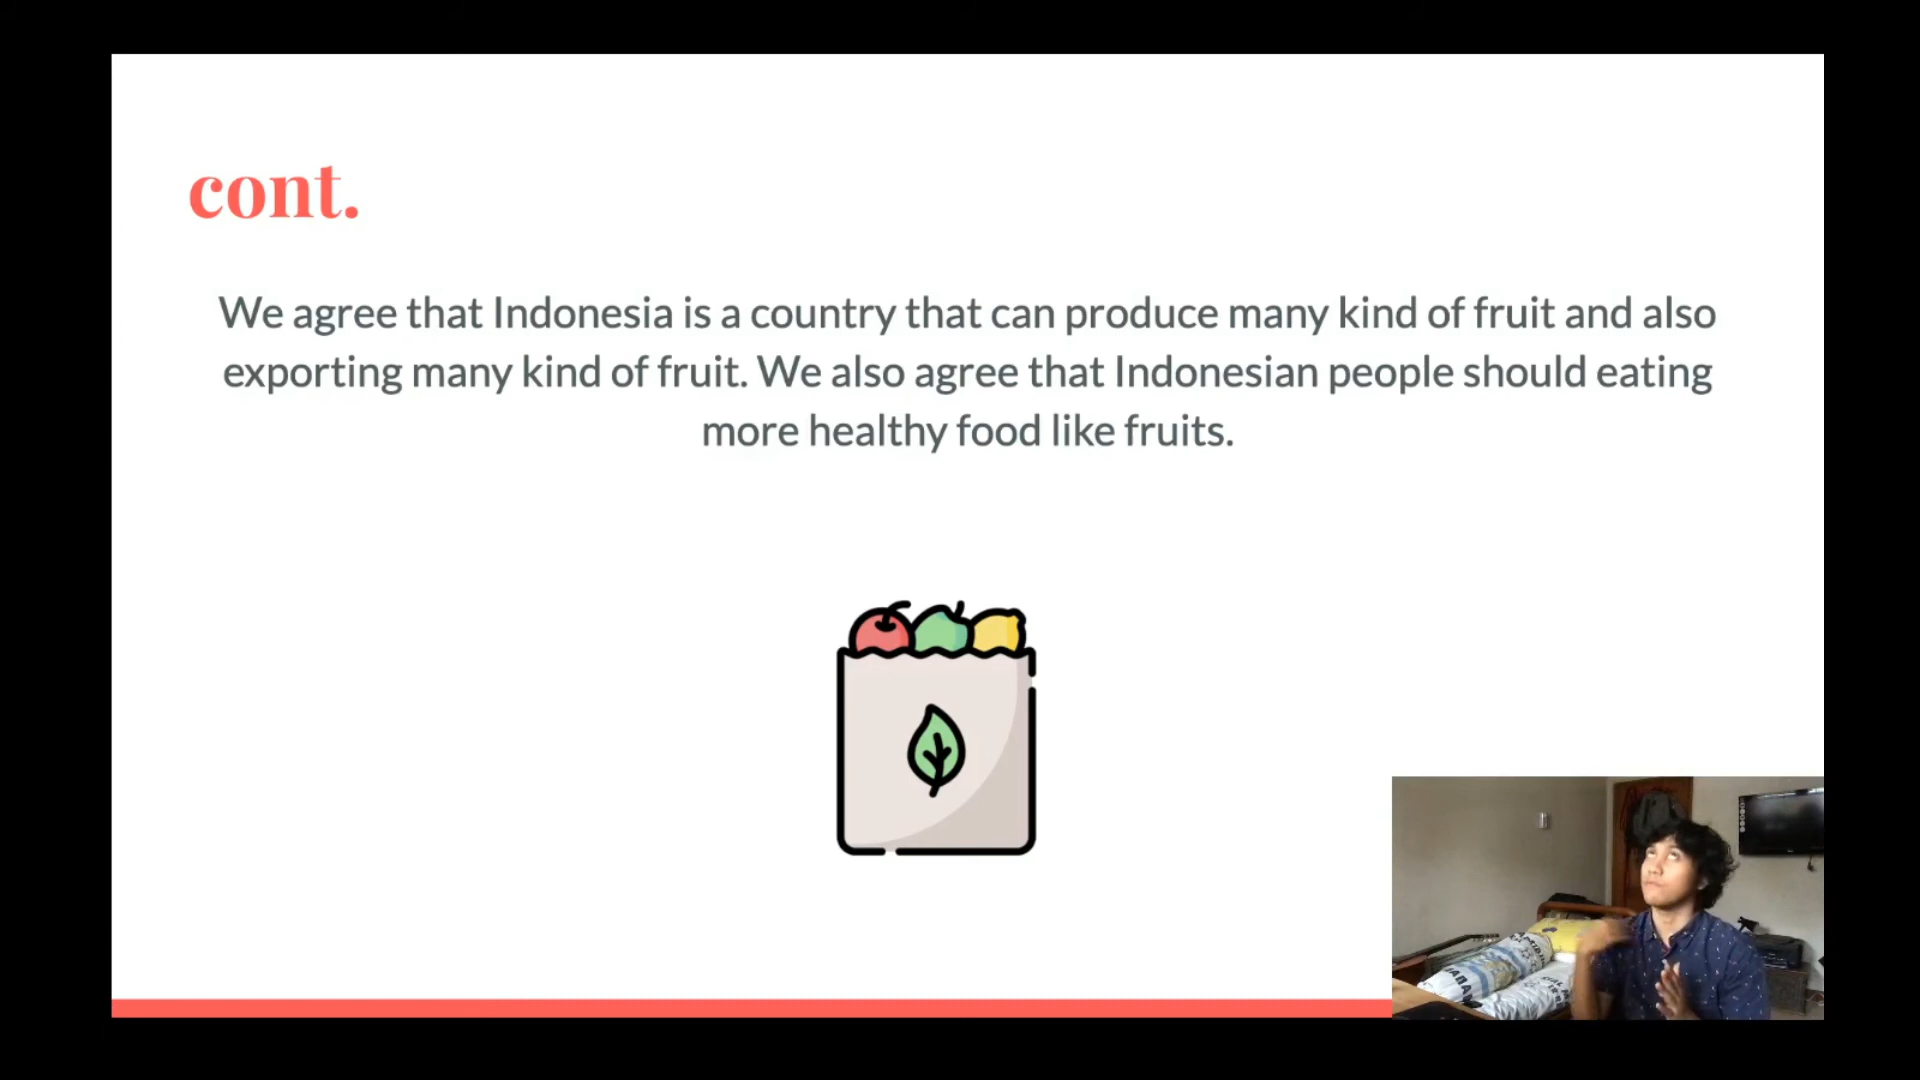 cont.
We agree that Indonesia is a country that can produce many kind of fruit and also
exporting many kind of fruit. We also agree that Indonesian people should eating
more healthy food like fruits.